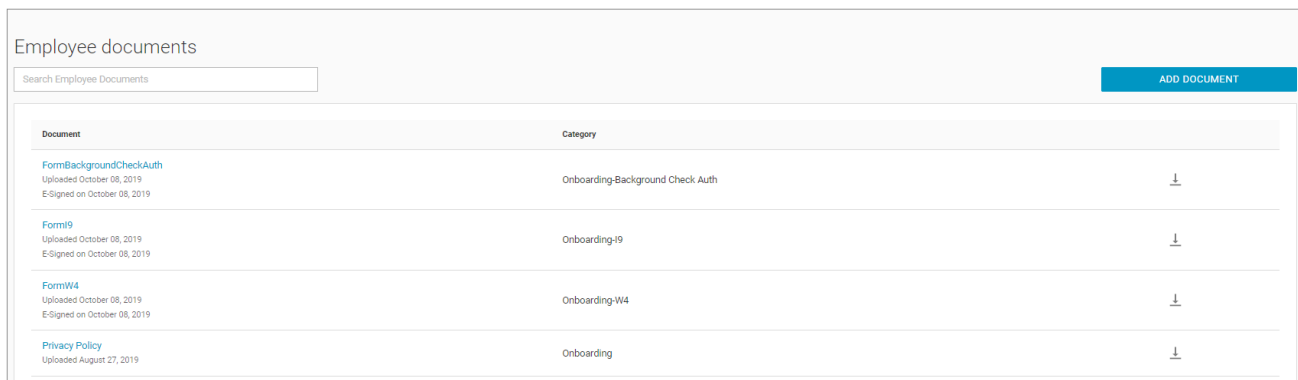 Employee documents
Search Employee Documents
ADD DOCUMENT
Document Category
FormBackgroundCheckAuth
Uploaded October 08, 2019
Onboarding-Background Check Auth
E-Signed on October 08, 2019
FormI9
Uploaded October 08, 2019
Onboarding-I9
E-Signed on October 08, 2019
FormW4
Uploaded October 08, 2019
Onboarding-W4
E-Signed on October 08, 2019
Privacy Policy
Onboarding
Uploaded August 27, 2019